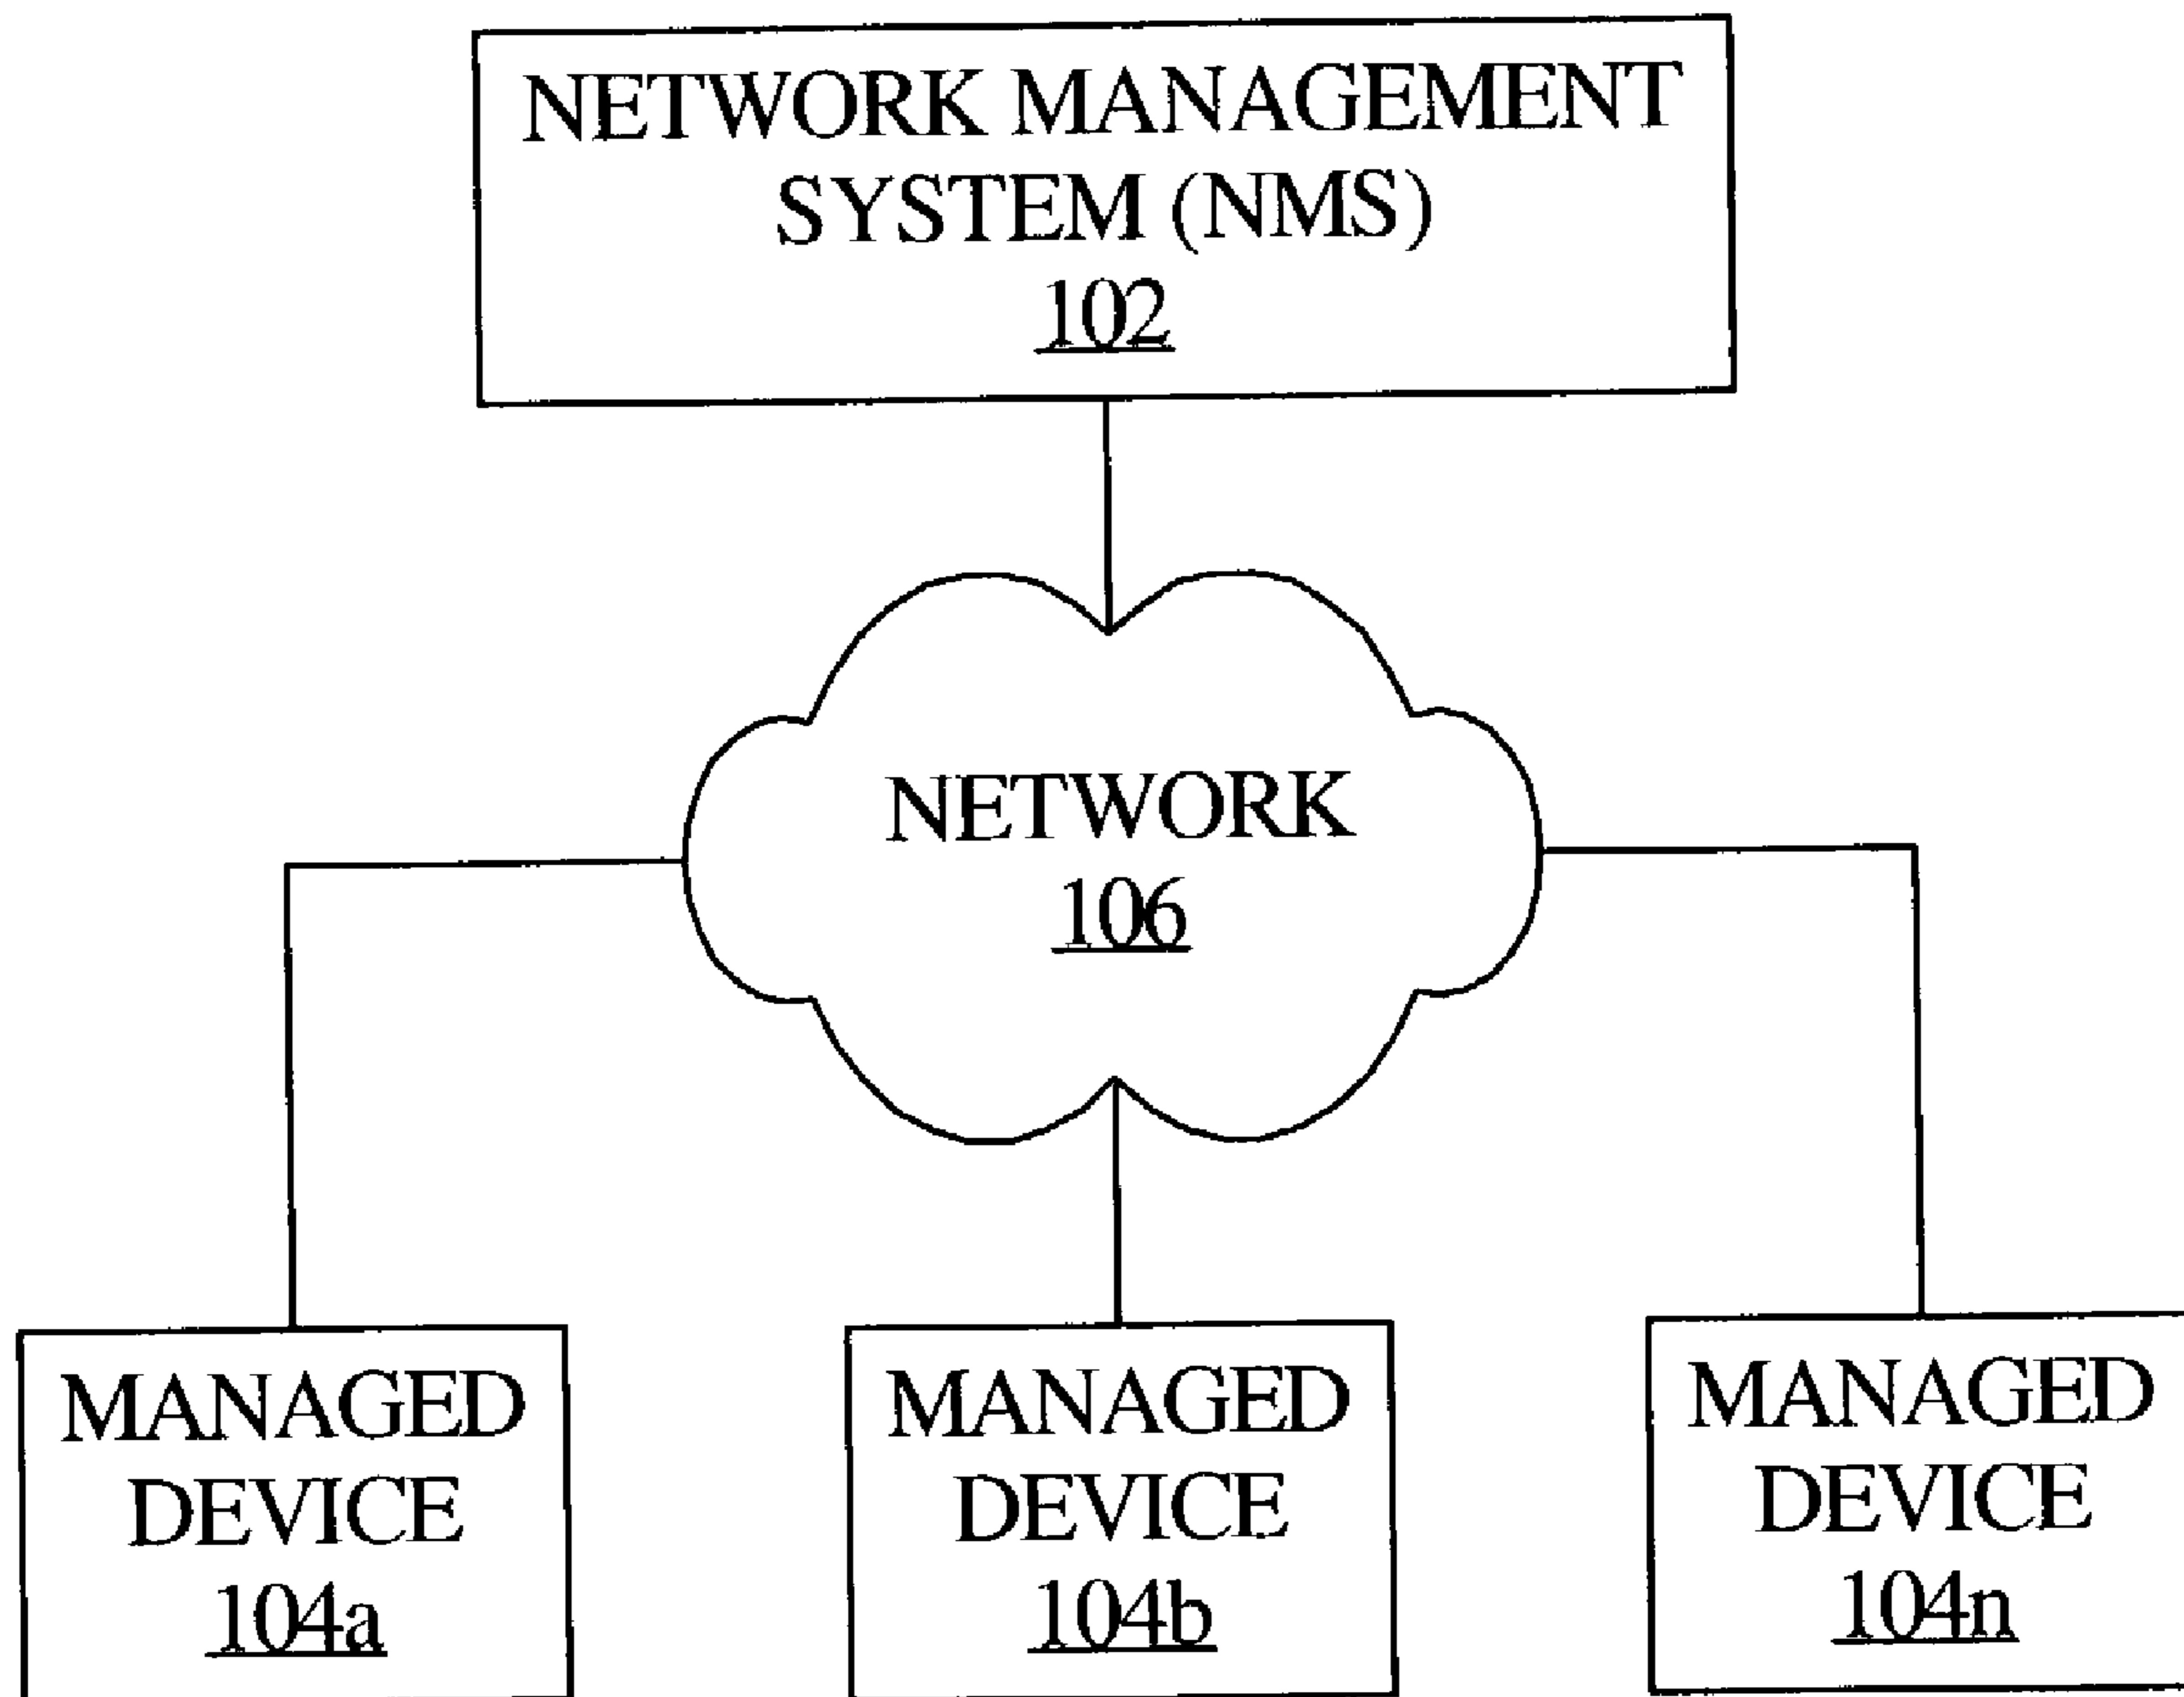 NETWORK MANAGEMENT
SYSTEM (NMS)
102
NETWORK
106
MANAGED
DEVICE
104a
MANAGED
DEVICE
104b
MANAGED
DEVICE
104n